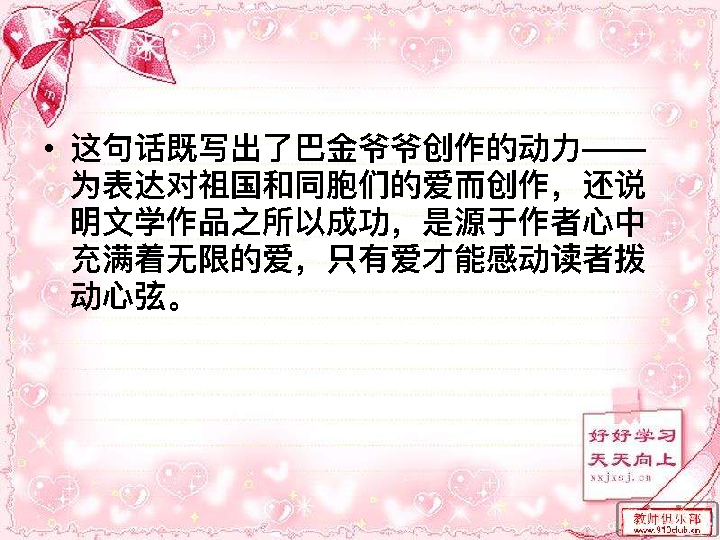 • 这句话既写出了巴金爷爷创作的动力——
为表达对祖国和同胞们的爱而创作，还说
明文学作品之所以成功，是源于作者心中
充满着无限的爱，只有爱才能感动读者拨
动心弦。
好好学习
天天向上
xxjxsj.cn
教师俱乐部
www.910club.cn